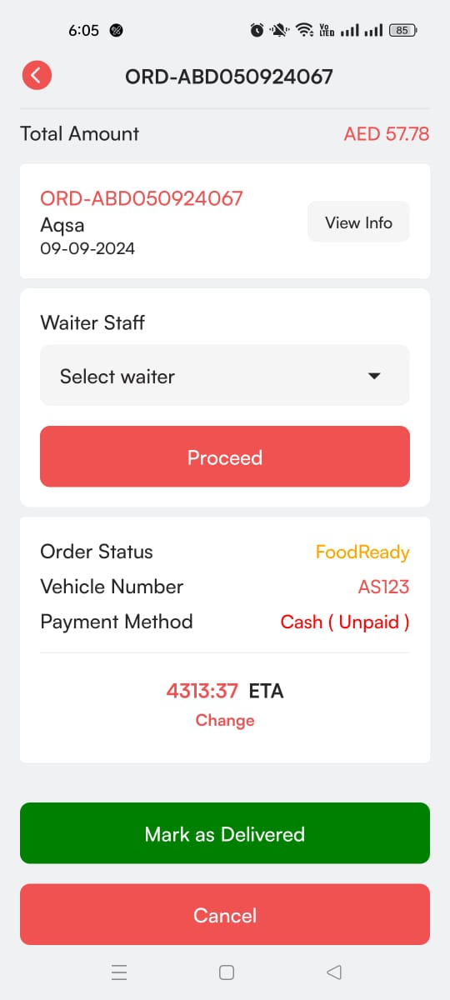 6:05
Vo
LTED
85
ORD-ABD050924067
Total Amount AED 57.78
ORD-ABD050924067
Aqsa
09-09-2024
View Info
Waiter Staff
Select waiter
Proceed
Order Status FoodReady
Vehicle Number AS123
Payment Method Cash ( Unpaid )
4313:37 ETA
Change
Mark as Delivered
Cancel